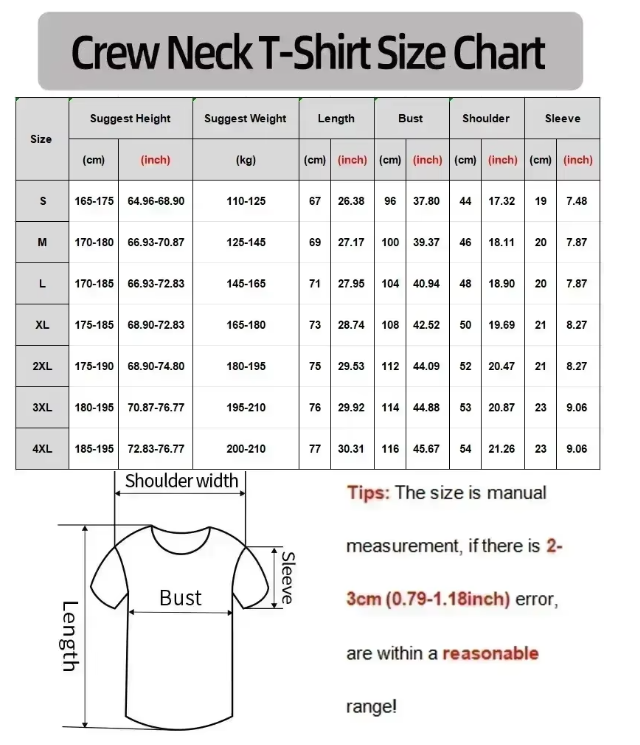 Crew Neck T-Shirt Size Chart
Size Suggest Height Suggest Weight Length Bust Shoulder Sleeve
(cm) (inch) (kg) (cm) (inch) (cm) (inch) (cm) (inch) (cm) (inch)
S 165-175 64.96-68.90 110-125 67 26.38 96 37.80 44 17.32 19 7.48
M 170-180 66.93-70.87 125-145 69 27.17 100 39.37 46 18.11 20 7.87
L 170-185 66.93-72.83 145-165 71 27.95 104 40.94 48 18.90 20 7.87
XL 175-185 68.90-72.83 165-180 73 28.74 108 42.52 50 19.69 21 8.27
2XL 175-190 68.90-74.80 180-195 75 29.53 112 44.09 52 20.47 21 8.27
3XL 180-195 70.87-76.77 195-210 76 29.92 114 44.88 53 20.87 23 9.06
4XL 185-195 72.83-76.77 200-210 77 30.31 116 45.67 54 21.26 23 9.06
Shoulder width
Sleeve
Bust
Length
Tips: The size is manual
measurement, if there is 2-
3cm (0.79-1.18inch) error,
are within a reasonable
range!